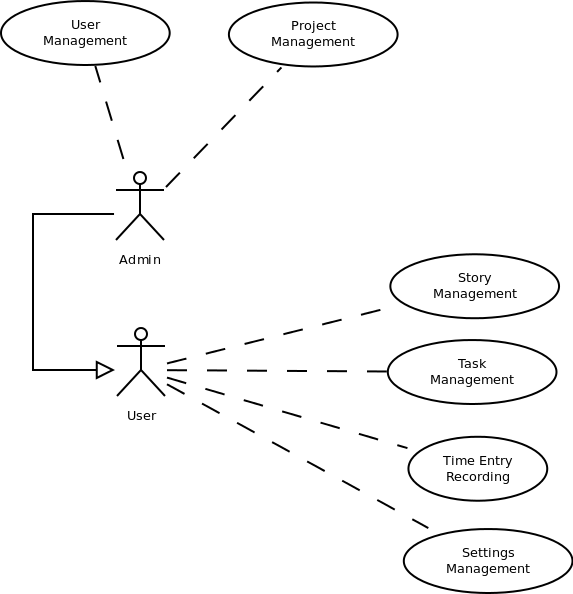 User
Management
Project
Management
Admin
Story
Management
Task
Management
User
Time Entry
Recording
Settings
Management